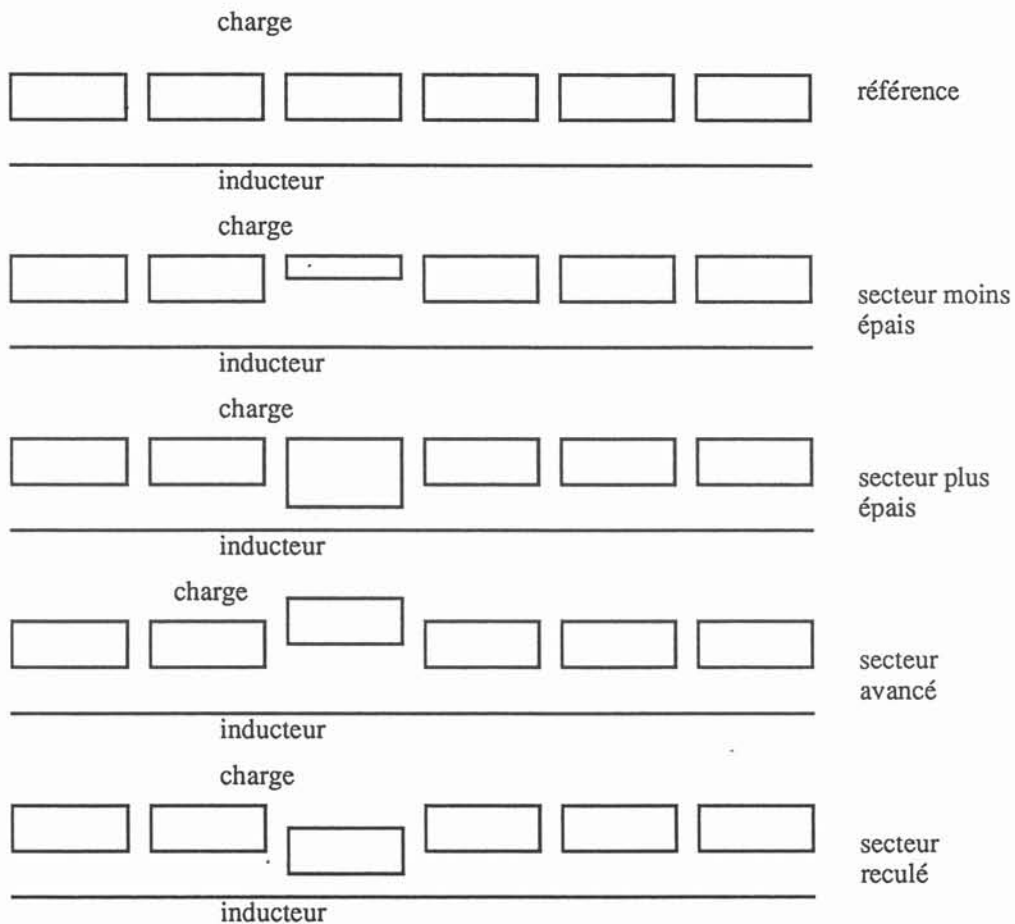 charge
référence
inducteur
charge
secteur moins
épais
inducteur
charge
secteur plus
épais
inducteur
charge
secteur
avancé
inducteur
charge
secteur
reculé
inducteur